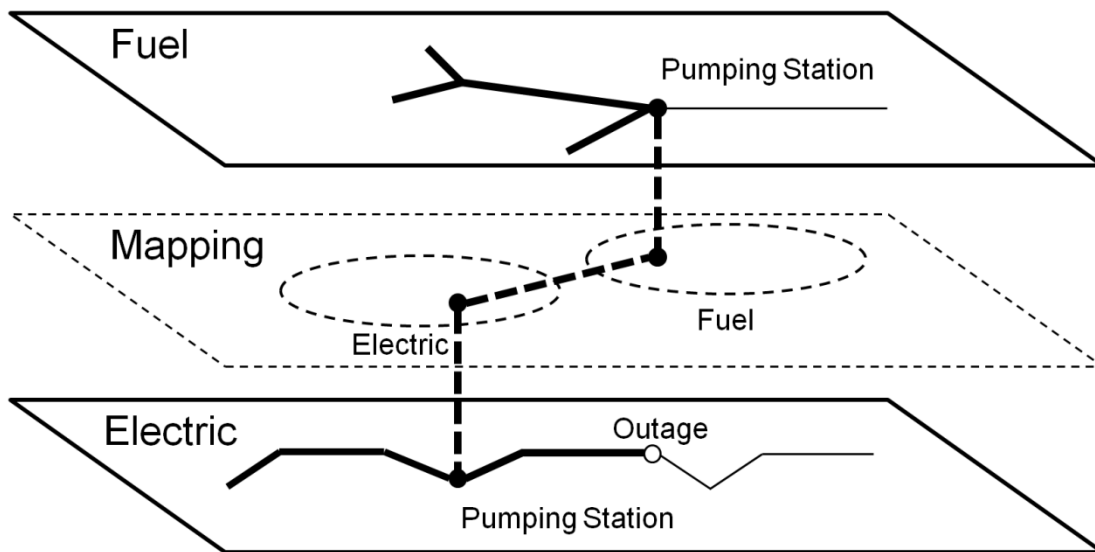 Fuel
Pumping Station
Mapping
Fuel
Electric
Electric
Outage
Pumping Station